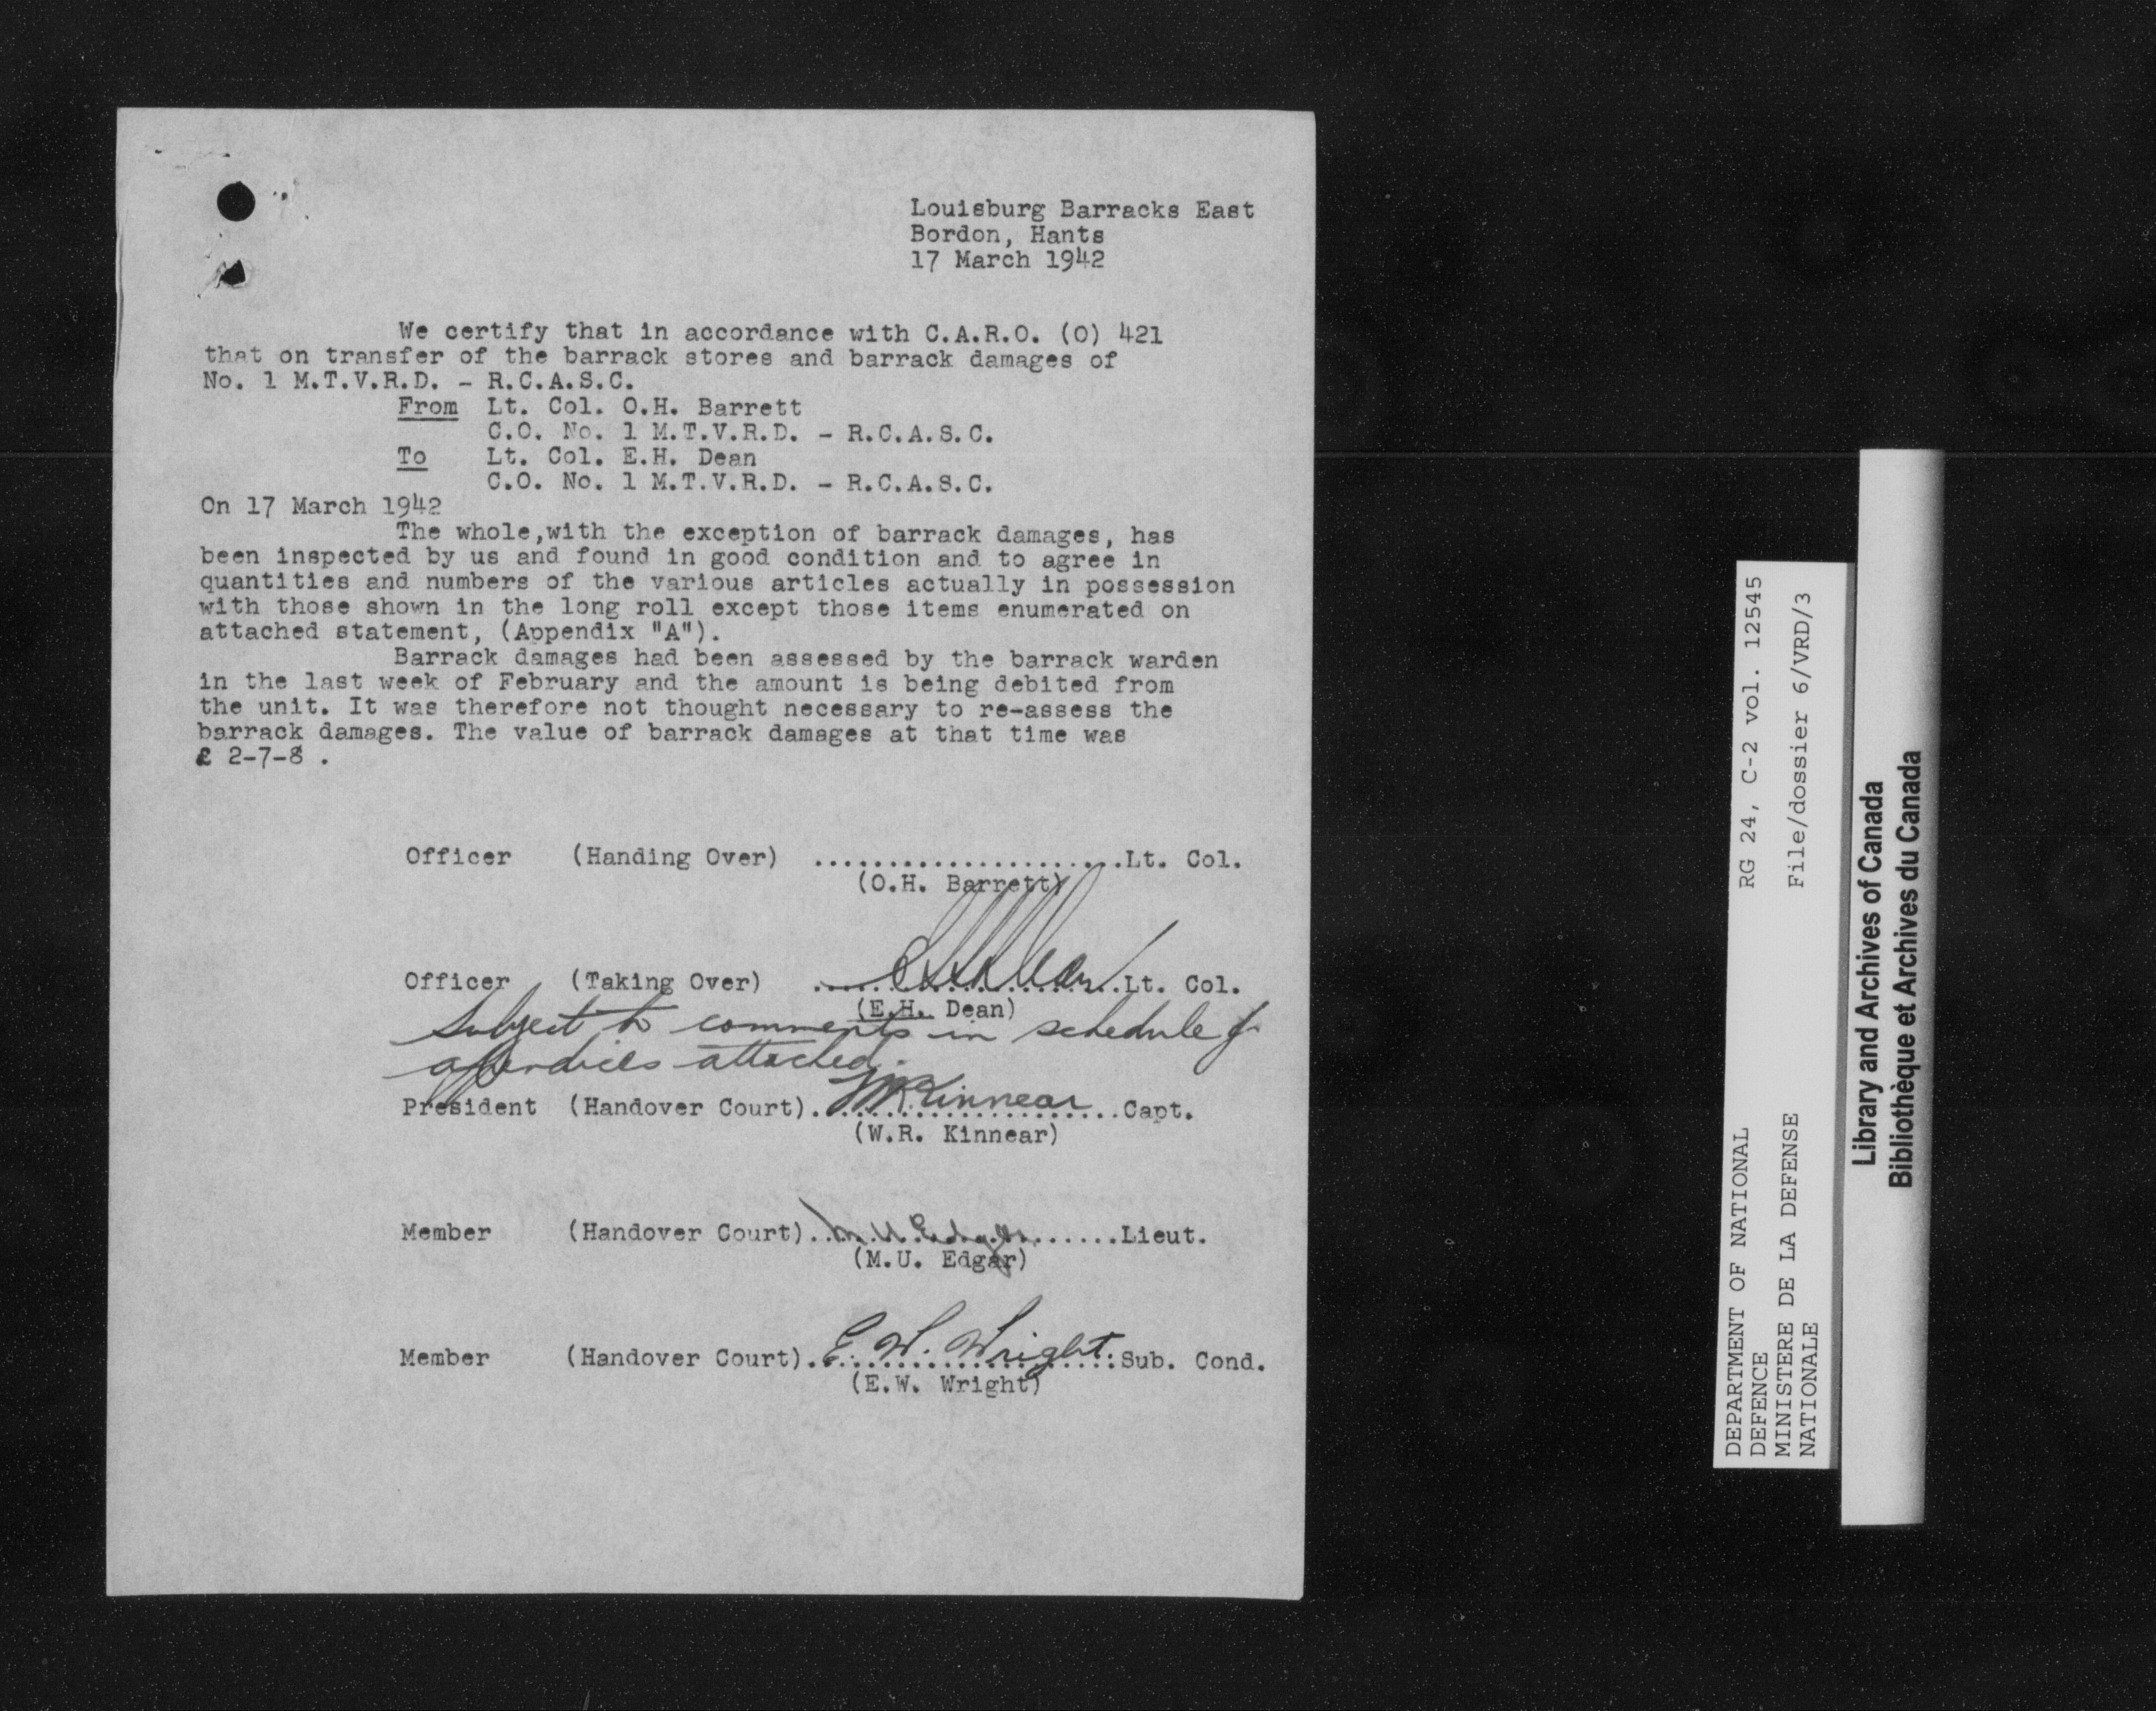 Louisburg Barracks East
Bordon, Hants
17 March 1942
We certify that in accordance with C.A.R.O. (O) 421
that on transfer of the barrack stores and barrack damages of
No. 1 M.T.V.R.D. - R.C.A.S.C.
From Lt. Col. O.H. Barrett
C.O. No. 1 M.T.V.R.D. - R.C.A.S.C.
To Lt. Col. E.H. Dean
C.O. No. 1 M.T.V.R.D. - R.C.A.S.C.
On 17 March 1942
The whole,with the exception of barrack damages, has
been inspected by us and found in good condition and to agree in
quantities and numbers of the various articles actually in possession
with those shown in the long roll except those items enumerated on
attached statement, (Appendix "A").
Barrack damages had been assessed by the barrack warden
in the last week of February and the amount is being debited from
the unit. It was therefore not thought necessary to re-assess the
barrack damages. The value of barrack damages at that time was
£ 2-7-8 .
Officer (Handing Over) .....................Lt. Col.
(O.H. Barrett)
Officer (Taking Over) .....................Lt. Col.
(E.H. Dean)
Subject to comments in schedule
appendices attached.
President (Handover Court). WRKinnear Capt.
(W.R. Kinnear)
Member (Handover Court). M.U. Edgar Lieut.
(M.U. Edgar)
Member (Handover Court). E. W. Wright Sub. Cond.
(E.W. Wright)
DEPARTMENT OF NATIONAL RG 24, C-2 vol. 12545
DEFENCE
MINISTERE DE LA DEFENSE File/dossier 6/VRD/3
NATIONALE
Library and Archives of Canada
Bibliothèque et Archives du Canada